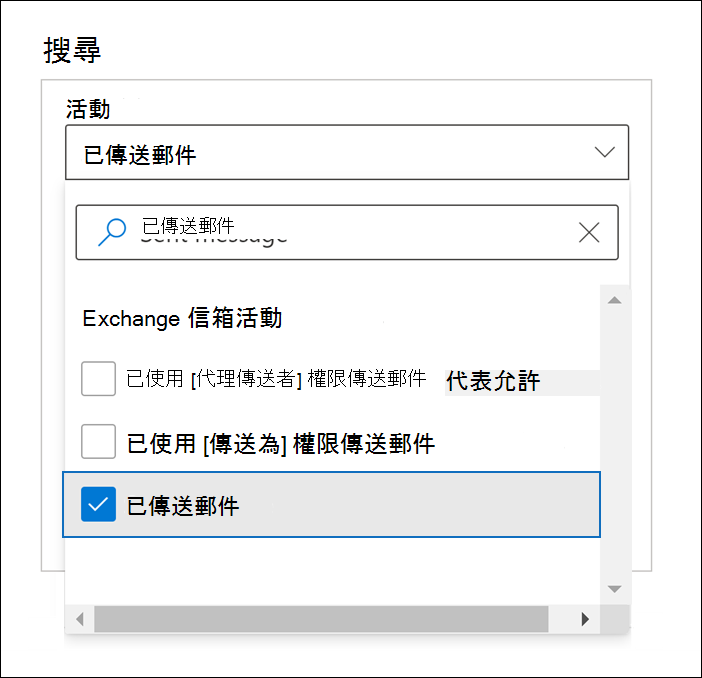 搜尋
活動
已傳送郵件
已傳送郵件
Sent message
Exchange 信箱活動
已使用 [代理傳送者] 權限傳送郵件 代表允許
已使用 [傳送為] 權限傳送郵件
已傳送郵件